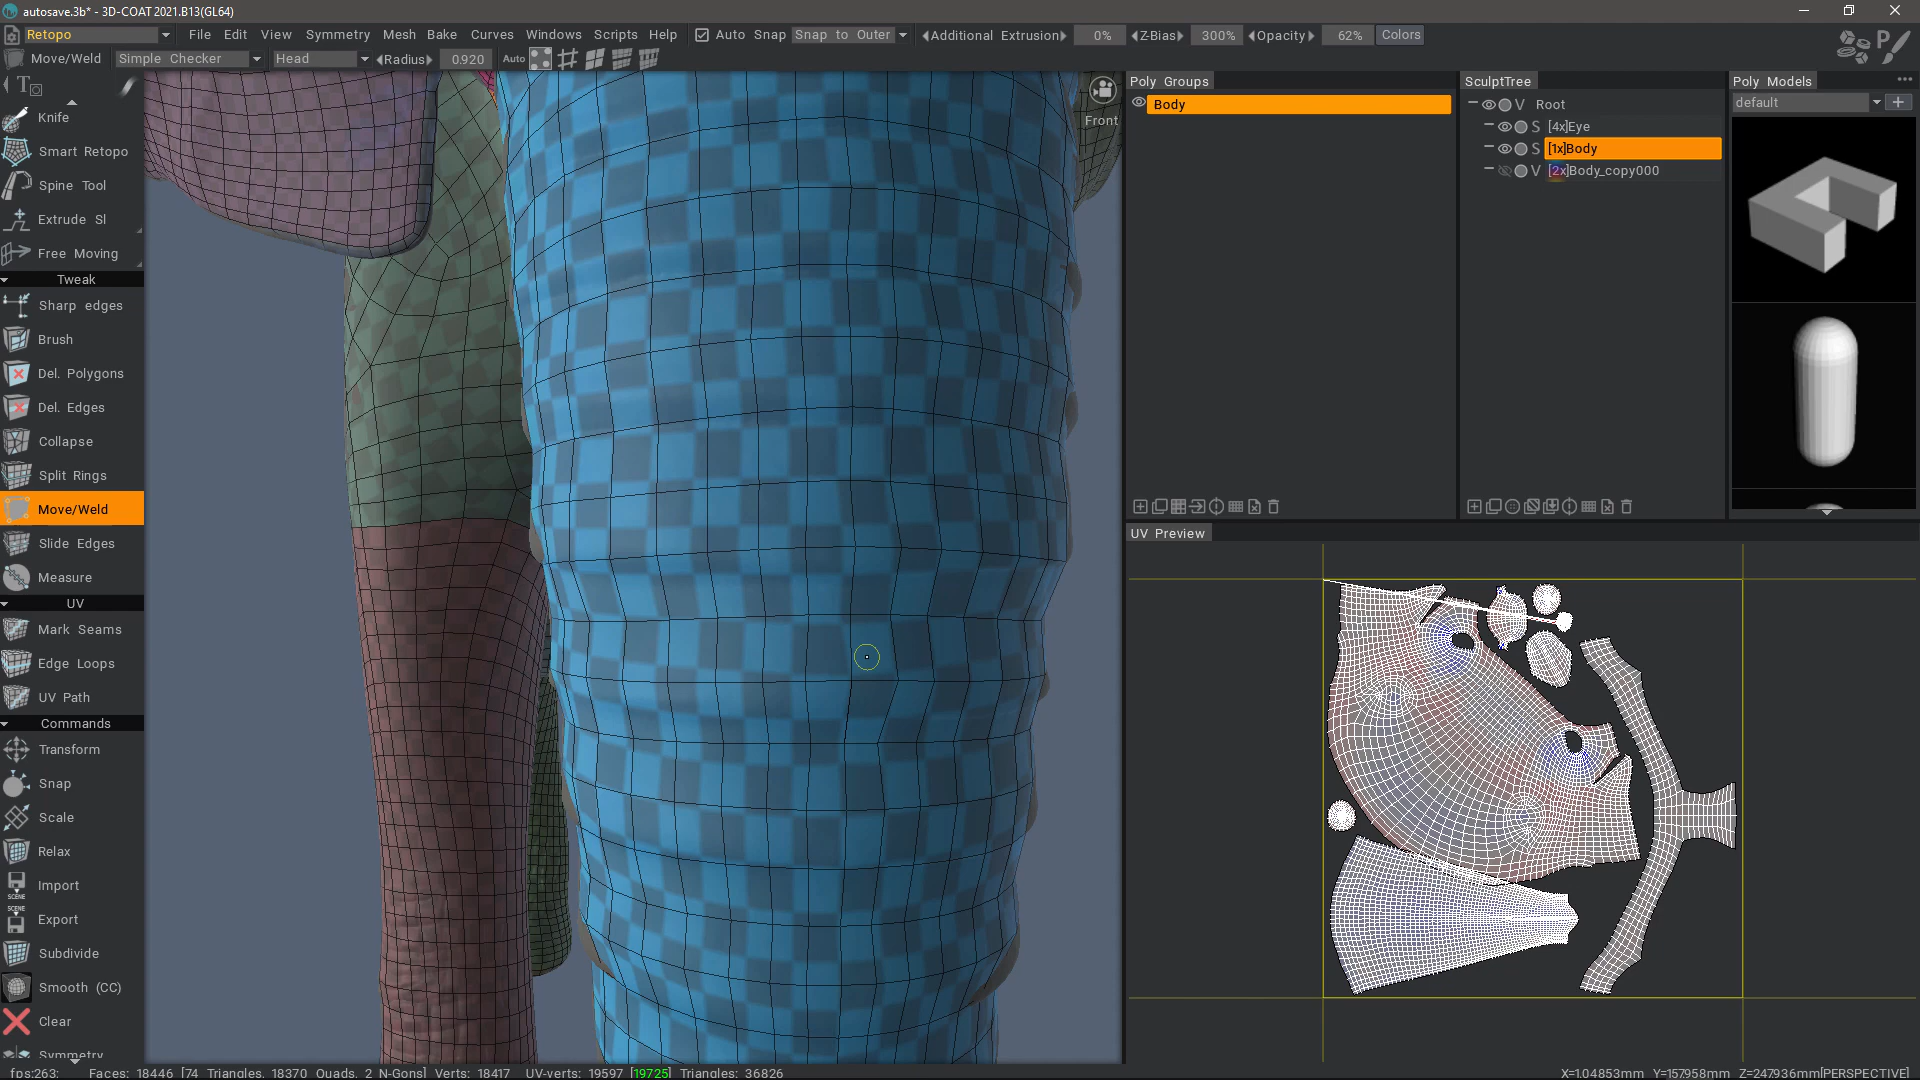 autosave.3b* - 3D-COAT 2021.B13(GL64)
Retopo File Edit View Symmetry Mesh Bake Curves Windows Scripts Help Auto Snap Snap to Outer Additional Extrusion 0% Z-Bias 300% Opacity 62% Colors
Move/Weld Simple Checker Head Radius 0.920 Auto
Knife
Smart Retopo
Spine Tool
Extrude Sl
Free Moving
Tweak
Sharp edges
Brush
Del. Polygons
Del. Edges
Collapse
Split Rings
Move/Weld
Slide Edges
Measure
UV
Mark Seams
Edge Loops
UV Path
Commands
Transform
Snap
Scale
Relax
Import
Export
Subdivide
Smooth (CC)
Clear
Symmetry
Front
Poly Groups
Body
SculptTree
V Root
S [4x]Eye
S [1x]Body
V [2x]Body_copy000
Poly Models
default
UV Preview
fps:263; Faces: 18446 [74 Triangles, 18370 Quads, 2 N-Gons] Verts: 18417 UV-verts: 19597 [19725] Triangles: 36826
X=1.04853mm Y=157958mm Z=247936mm[PERSPECTIVE]